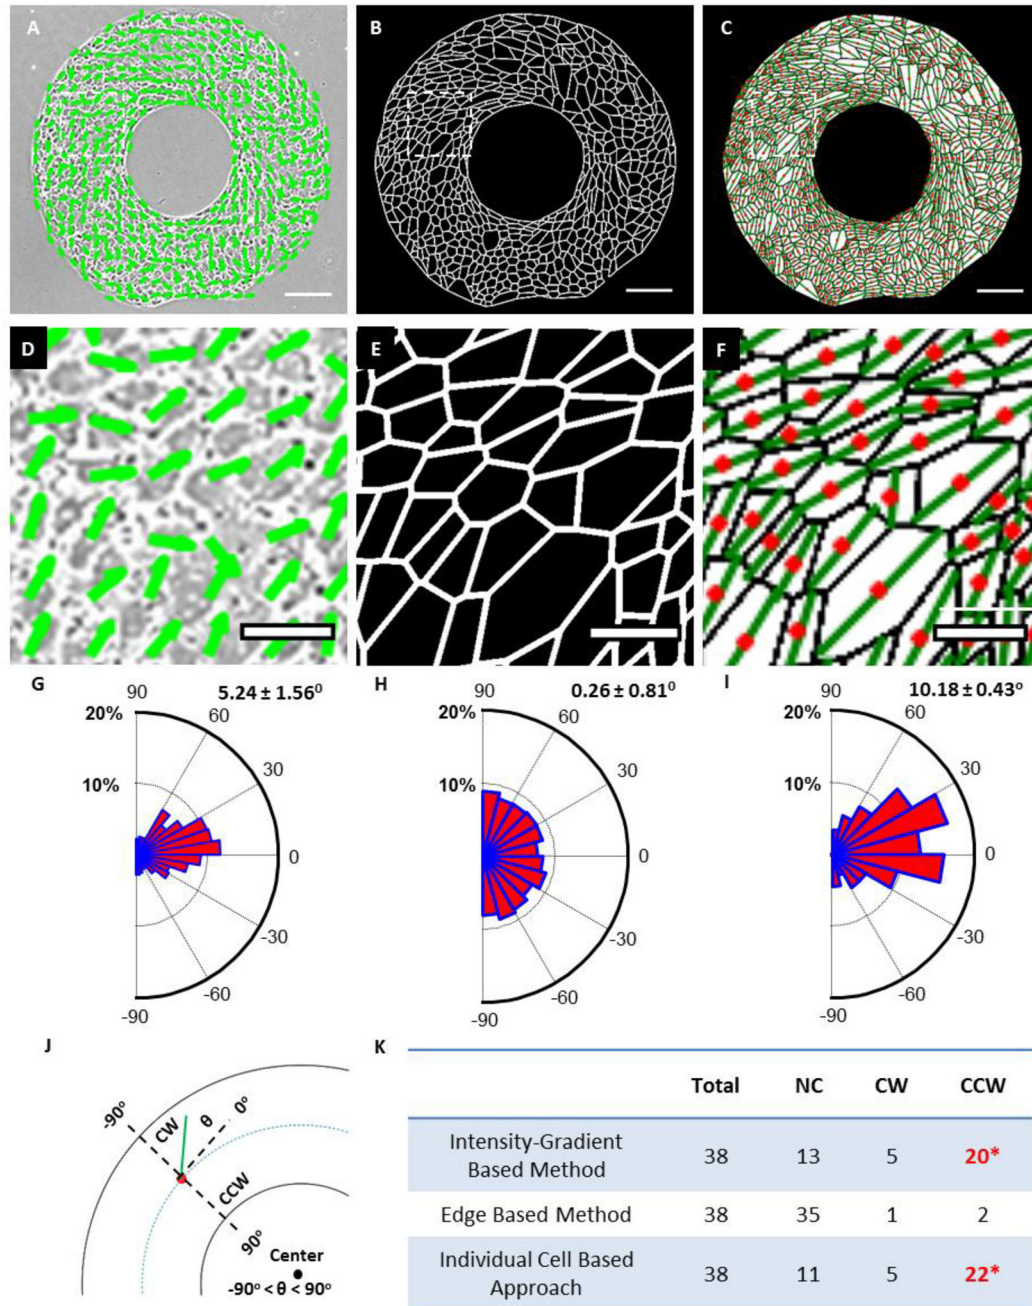 A
B
C
D
E
F
G
90
5.24 ± 1.56⁰
20%
60
10%
30
0
-30
-60
-90
H
90
0.26 ± 0.81⁰
20%
60
10%
30
0
-30
-60
-90
I
90
10.18 ± 0.43°
20%
60
10%
30
0
-30
-60
-90
J
-90°
CW
θ
0°
CCW
90°
Center
-90° < θ < 90°
K
Total NC CW CCW
Intensity-Gradient
Based Method
38 13 5 20*
Edge Based Method 38 35 1 2
Individual Cell Based
Approach
38 11 5 22*